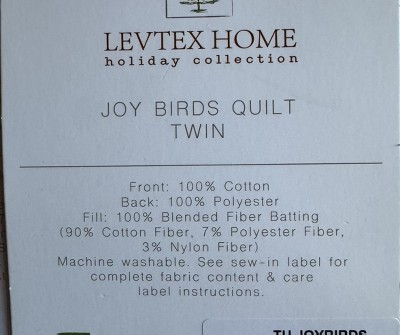 LEVTEX HOME
holiday collection
JOY BIRDS QUILT
TWIN
Front: 100% Cotton
Back: 100% Polyester
Fill: 100% Blended Fiber Batting
(90% Cotton Fiber, 7% Polyester Fiber,
3% Nylon Fiber)
Machine washable. See sew-in label for
complete fabric content & care
label instructions.
TU JOYBIRDS